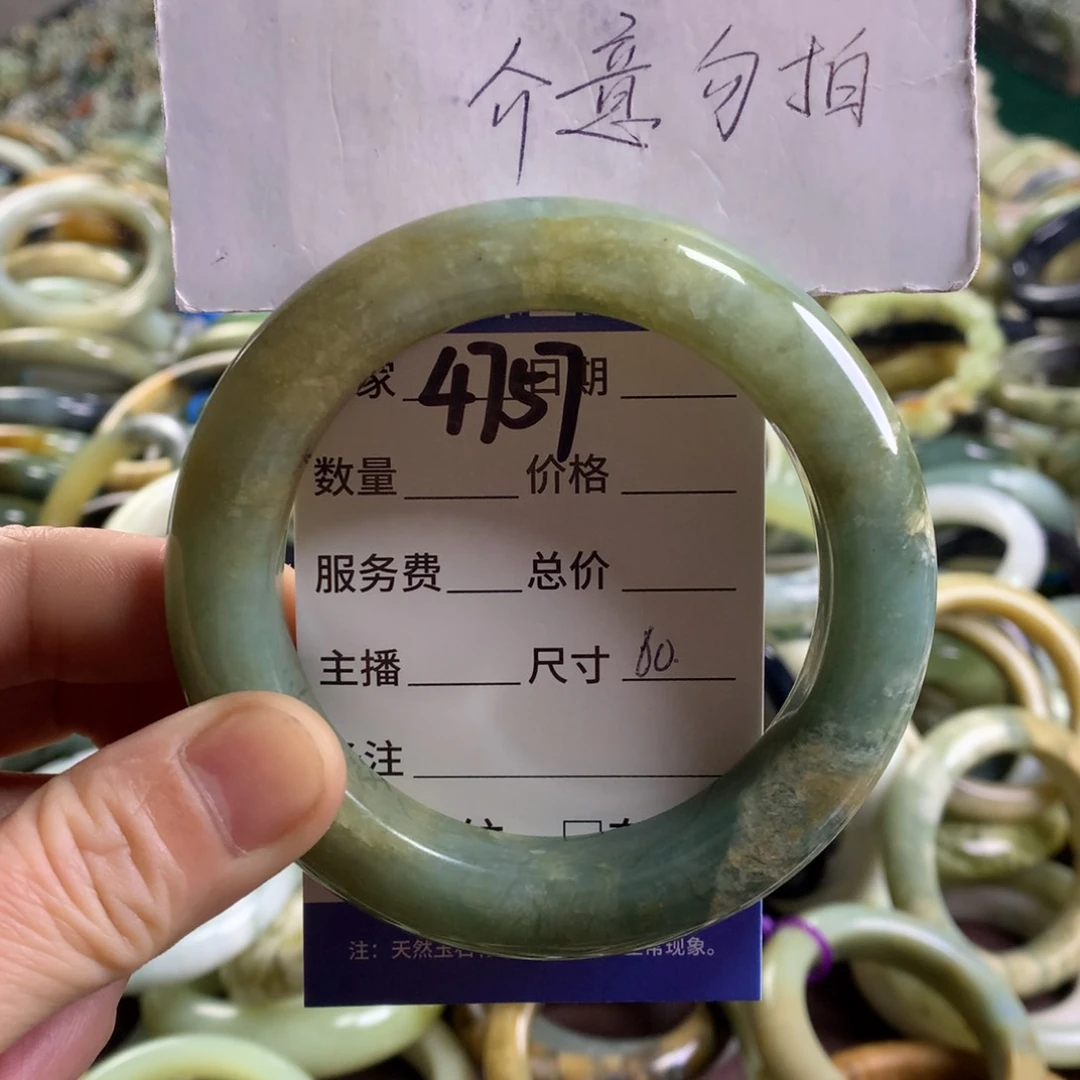 介意勿拍
家 4757 日期
数量 价格
服务费 总价
主播 尺寸 60.
注
注：天然玉石 常现象。